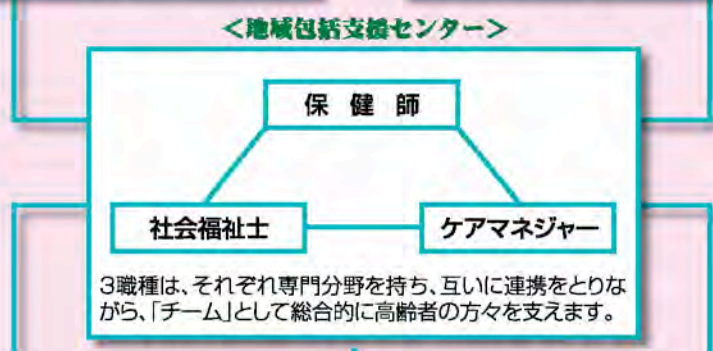 ＜地域包括支援センター＞
保 健 師
社会福祉士
ケアマネジャー
3職種は、それぞれ専門分野を持ち、互いに連携をとりな
がら、「チーム」として総合的に高齢者の方々を支えます。